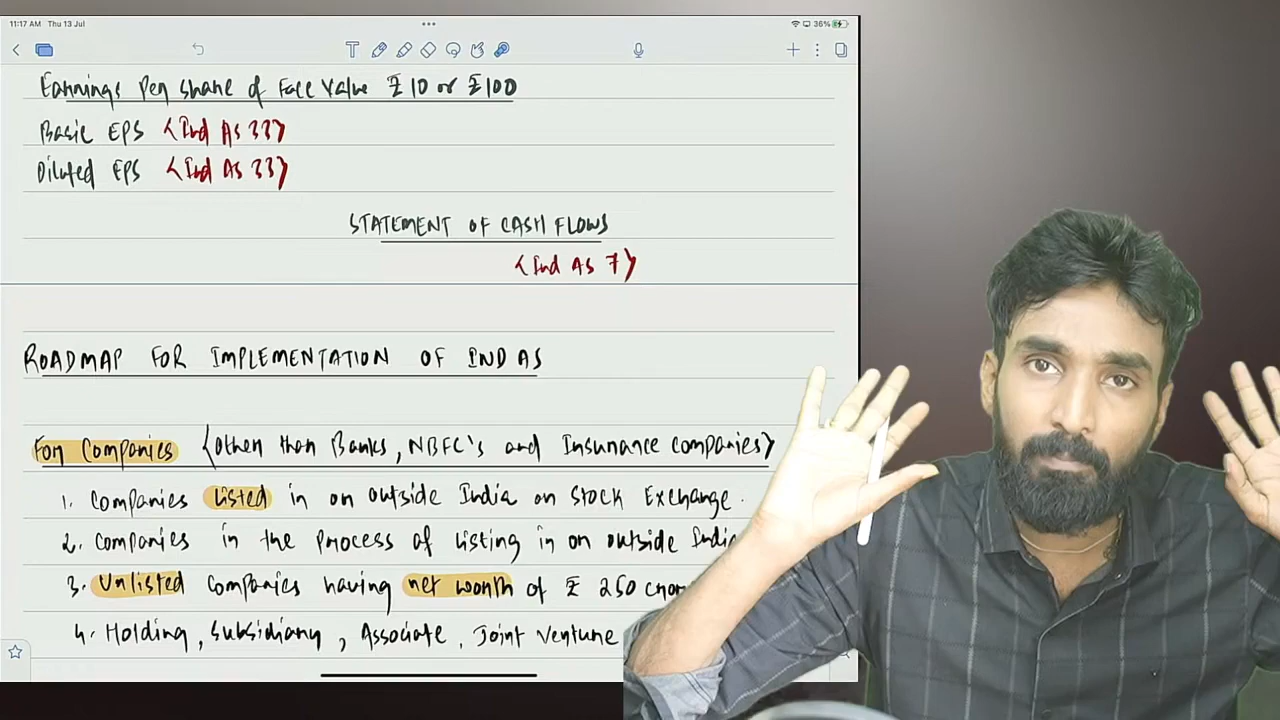 11:17 AM Thu 13 Jul
36%
Earnings per share of Face Value ₹10 or ₹100
Basic EPS <Ind AS 33>
Diluted EPS <Ind AS 33>
STATEMENT OF CASH FLOWS
<Ind AS 7>
ROADMAP FOR IMPLEMENTATION OF IND AS
For Companies {Other than Banks, NBFC's and Insurance companies}
1. Companies listed in or outside India on Stock Exchange.
2. Companies in the process of listing in or outside India
3. Unlisted companies having net worth of ₹ 250 cror
4. Holding, Subsidiary, Associate, Joint Venture